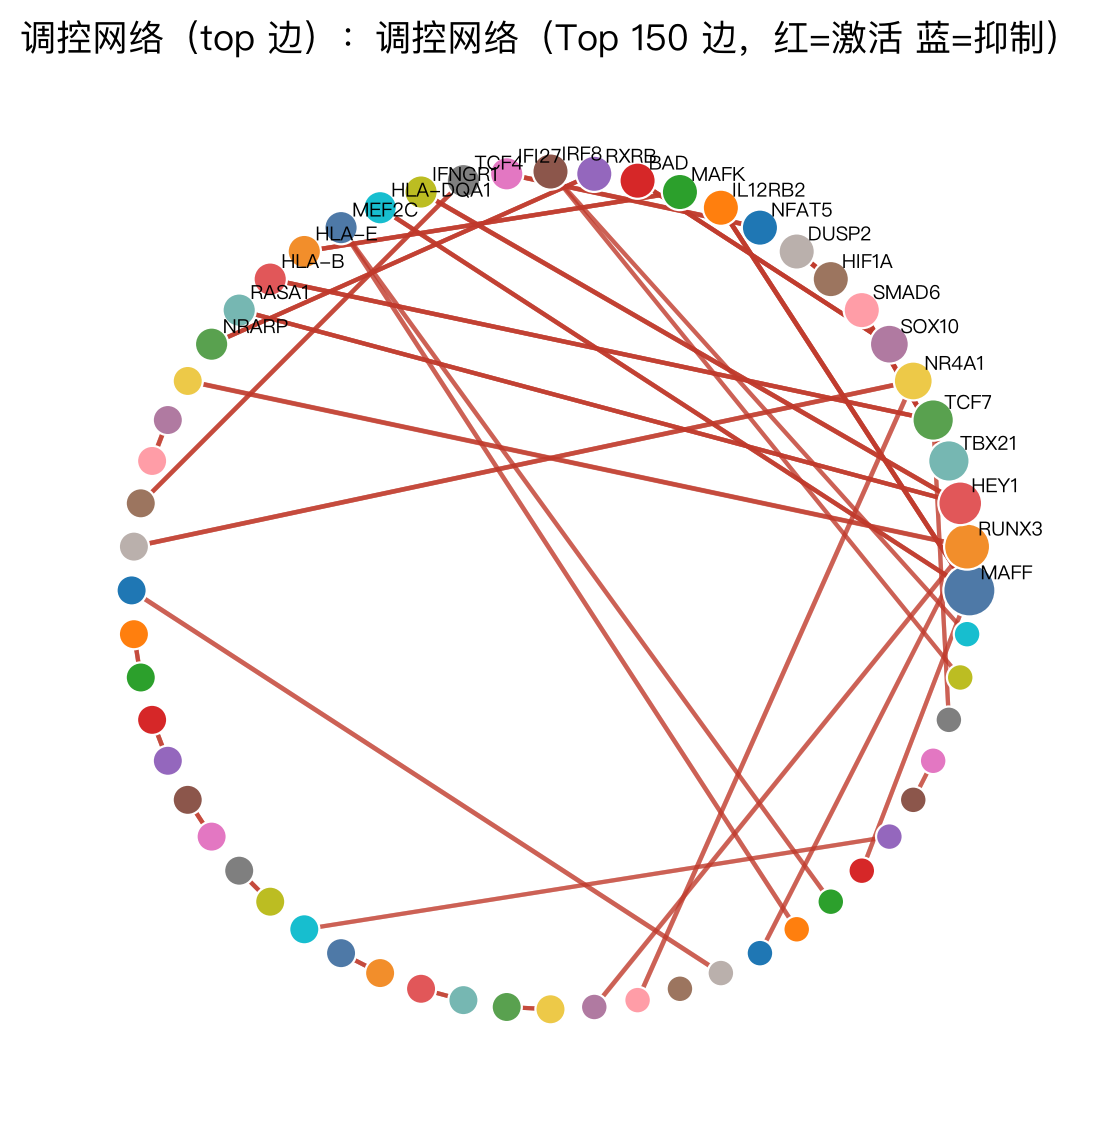 调控网络（top 边）：调控网络（Top 150 边，红=激活 蓝=抑制）
IFI27
IRF8
RXRB
BAD
TCF4
IFNGR1
MAFK
HLA-DQA1
IL12RB2
MEF2C
NFAT5
HLA-E
DUSP2
HLA-B
HIF1A
RASA1
SMAD6
NRARP
SOX10
NR4A1
TCF7
TBX21
HEY1
RUNX3
MAFF